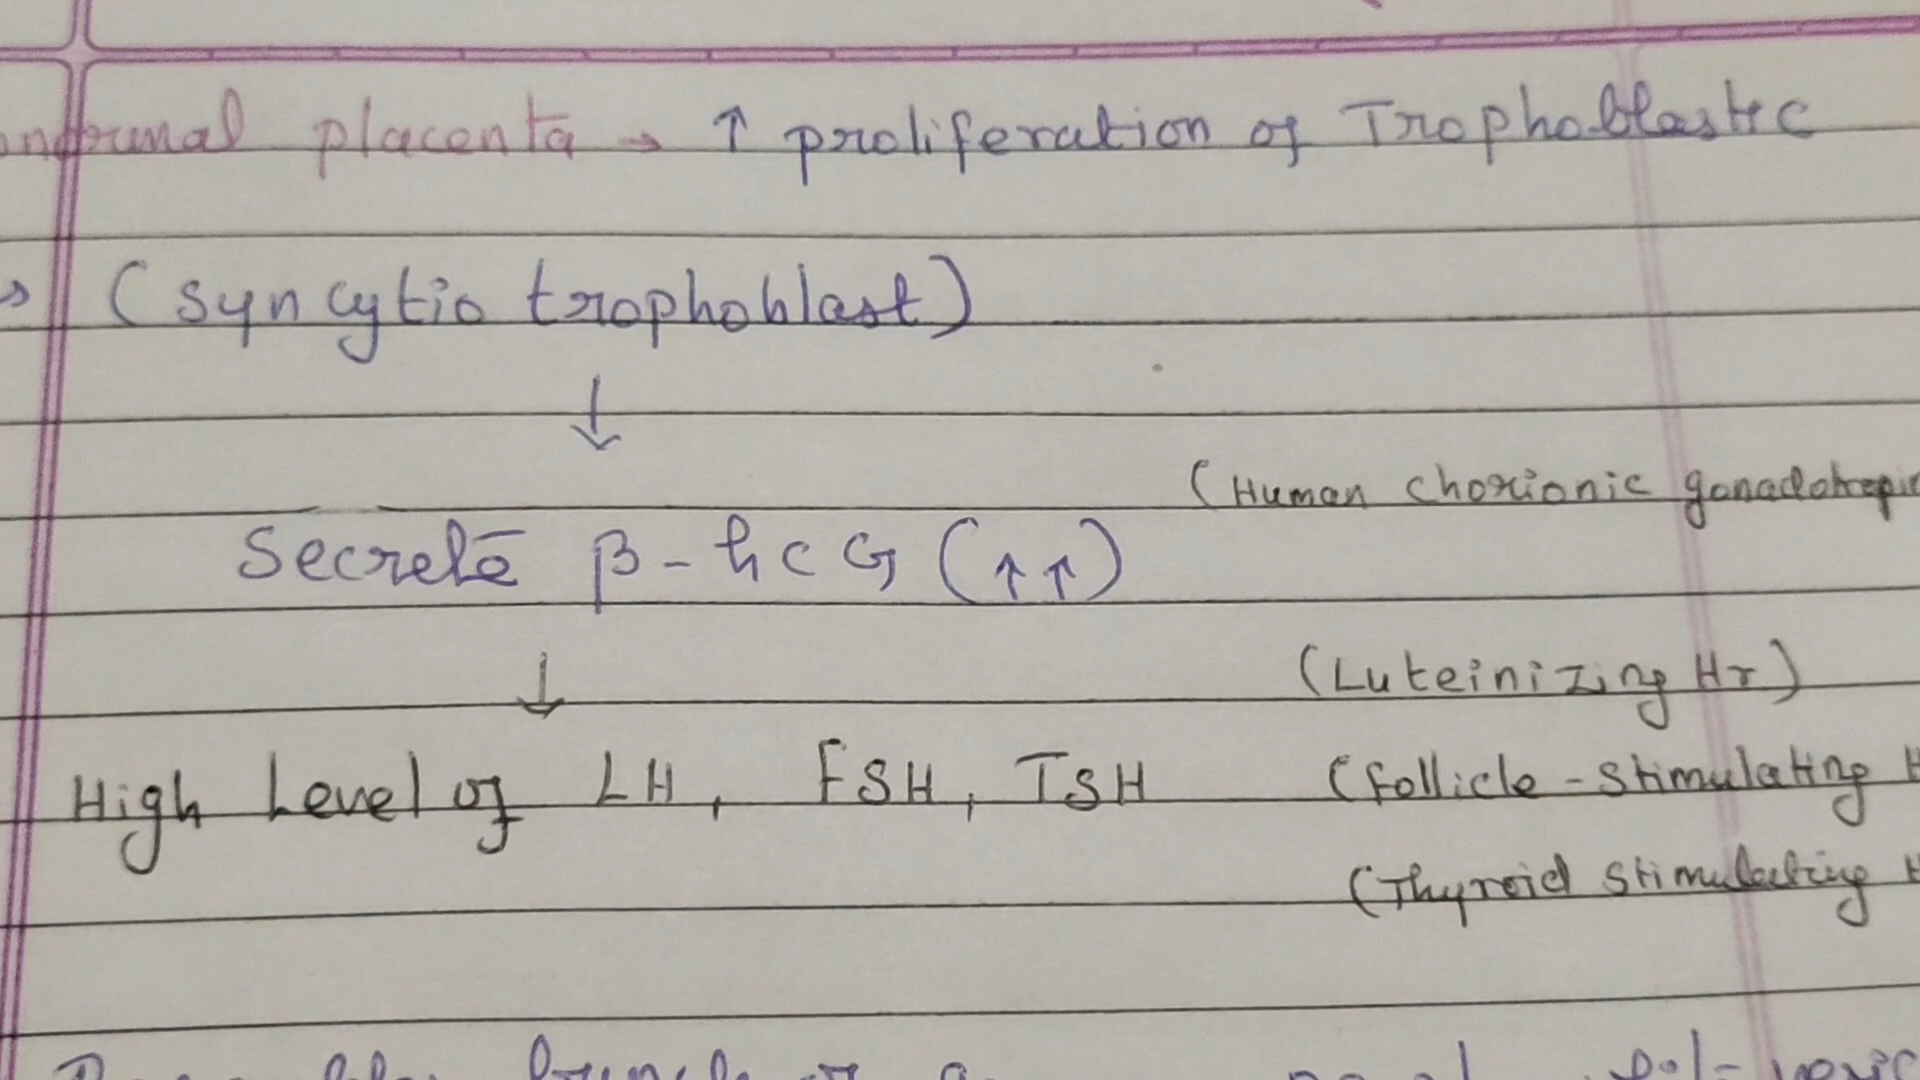 placenta → ↑ proliferation of Trophoblastic
→ (syncytio trophoblast)
↓
(Human chorionic
Secrete β-hCG (↑↑)
↓
(Luteinizing Hr)
High Level of LH, FSH, TSH (Follicle-Stimulating H
(Thyroid Stimulating H